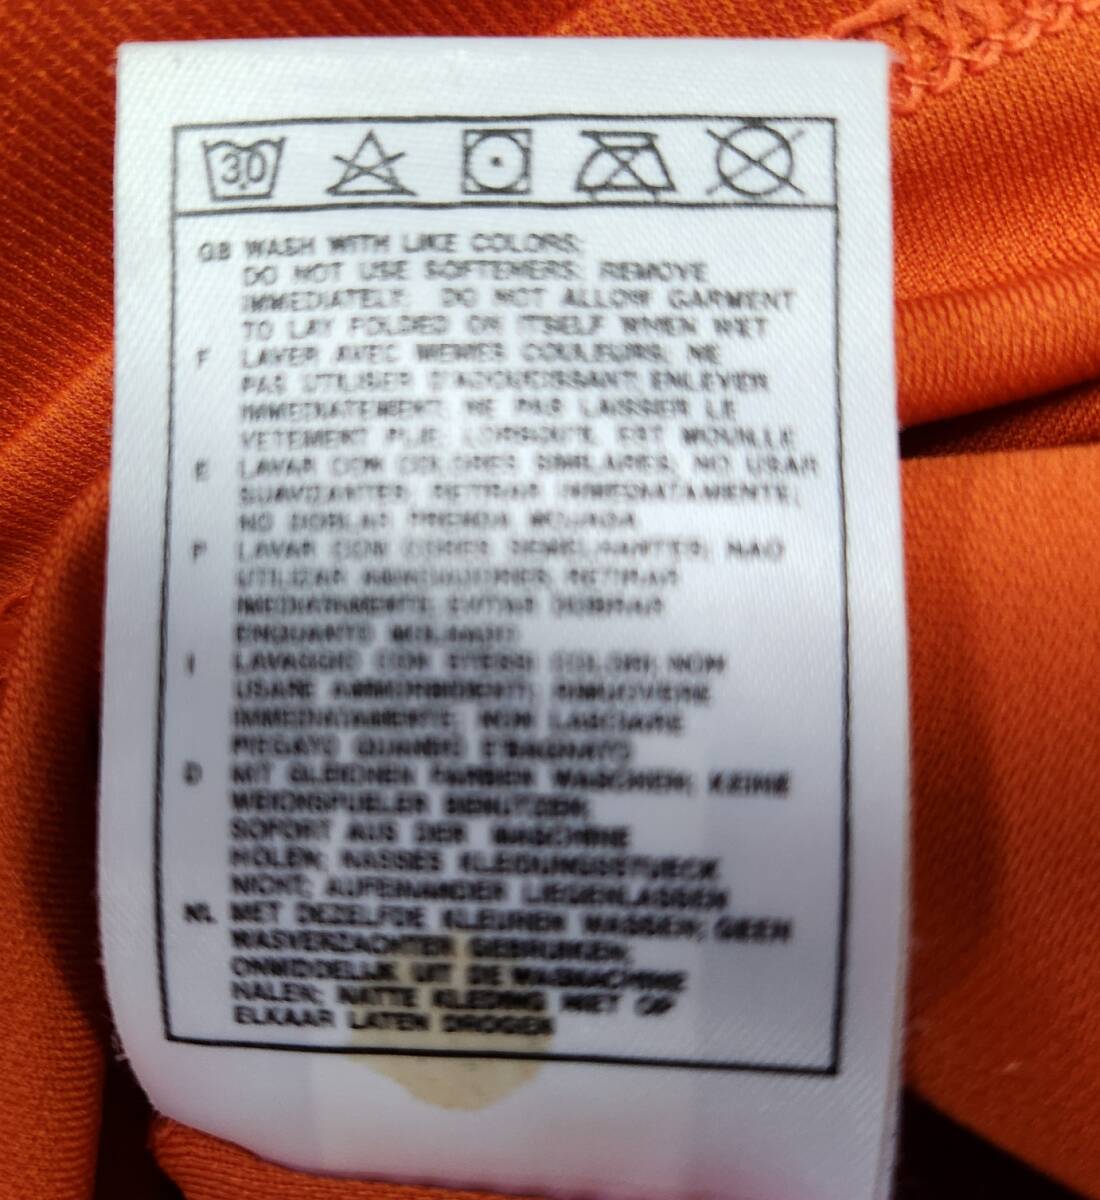 30
GB WASH WITH LIKE COLORS;
DO NOT USE SOFTENERS; REMOVE
IMMEDIATELY; DO NOT ALLOW GARMENT
TO LAY FOLDED ON ITSELF WHEN WET
F LAVER AVEC MEMES COULEURS; NE
PAS UTILISER D'ADOUCISSANT; ENLEVER
IMMEDIATEMENT; NE PAS LAISSER LE
VETEMENT PLIE; LORSQU'IL EST MOUILLE
E LAVAR CON COLORES SIMILARES; NO USAR
SUAVIZANTES; RETIRAR IMMEDIATAMENTE;
NO DOBLAR PRENDA MOJADA
P LAVAR CON CORES SEMELHANTES; NAO
UTILIZAR RETIRAR
EVITAR DOBRAR
ENQUANTO MOLHADO
I LAVAGGIO CON STESSI COLORI; NON
USARE AMMORBIDENTI; RIMUOVERE
IMMEDIATAMENTE; NON LASCIARE
PIEGATO QUANDO E'BAGNATO
D MIT GLEICHEN FARBEN WASCHEN; KEINE
WEICHSPUELER BENUTZEN;
SOFORT AUS DER MASCHINE
HOLEN; NASSES KLEIDUNGSSTUECK
NICHT; AUFEINANDER LIEGENLASSEN
NL MET DEZELFDE KLEUREN WASSEN; GEEN
WASVERZACHTER GEBRUIKEN;
ONMIDDELIJK UIT DE WASMACHINE
HALEN; NATTE KLEDING NIET OP
ELKAAR LATEN DROGEN